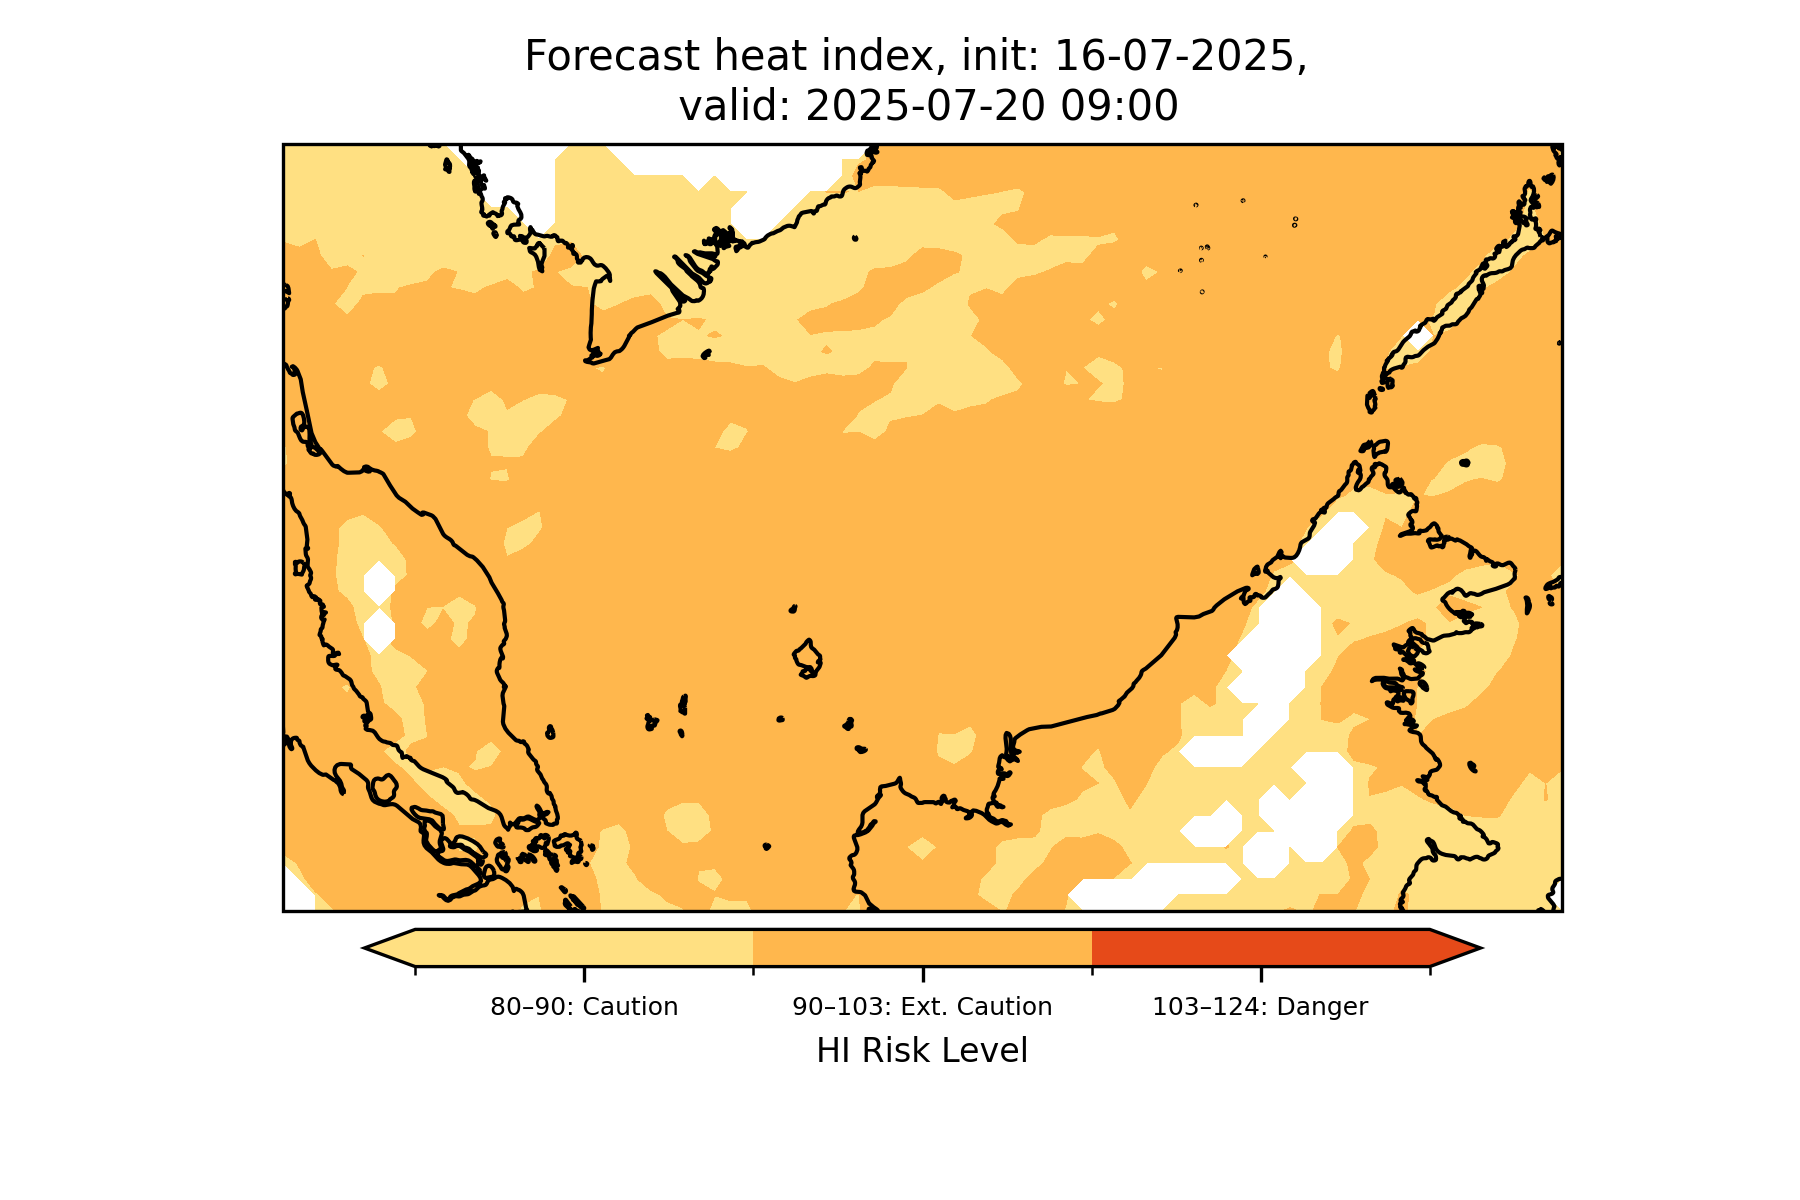 Forecast heat index, init: 16-07-2025,
valid: 2025-07-20 09:00
80–90: Caution
90–103: Ext. Caution
103–124: Danger
HI Risk Level